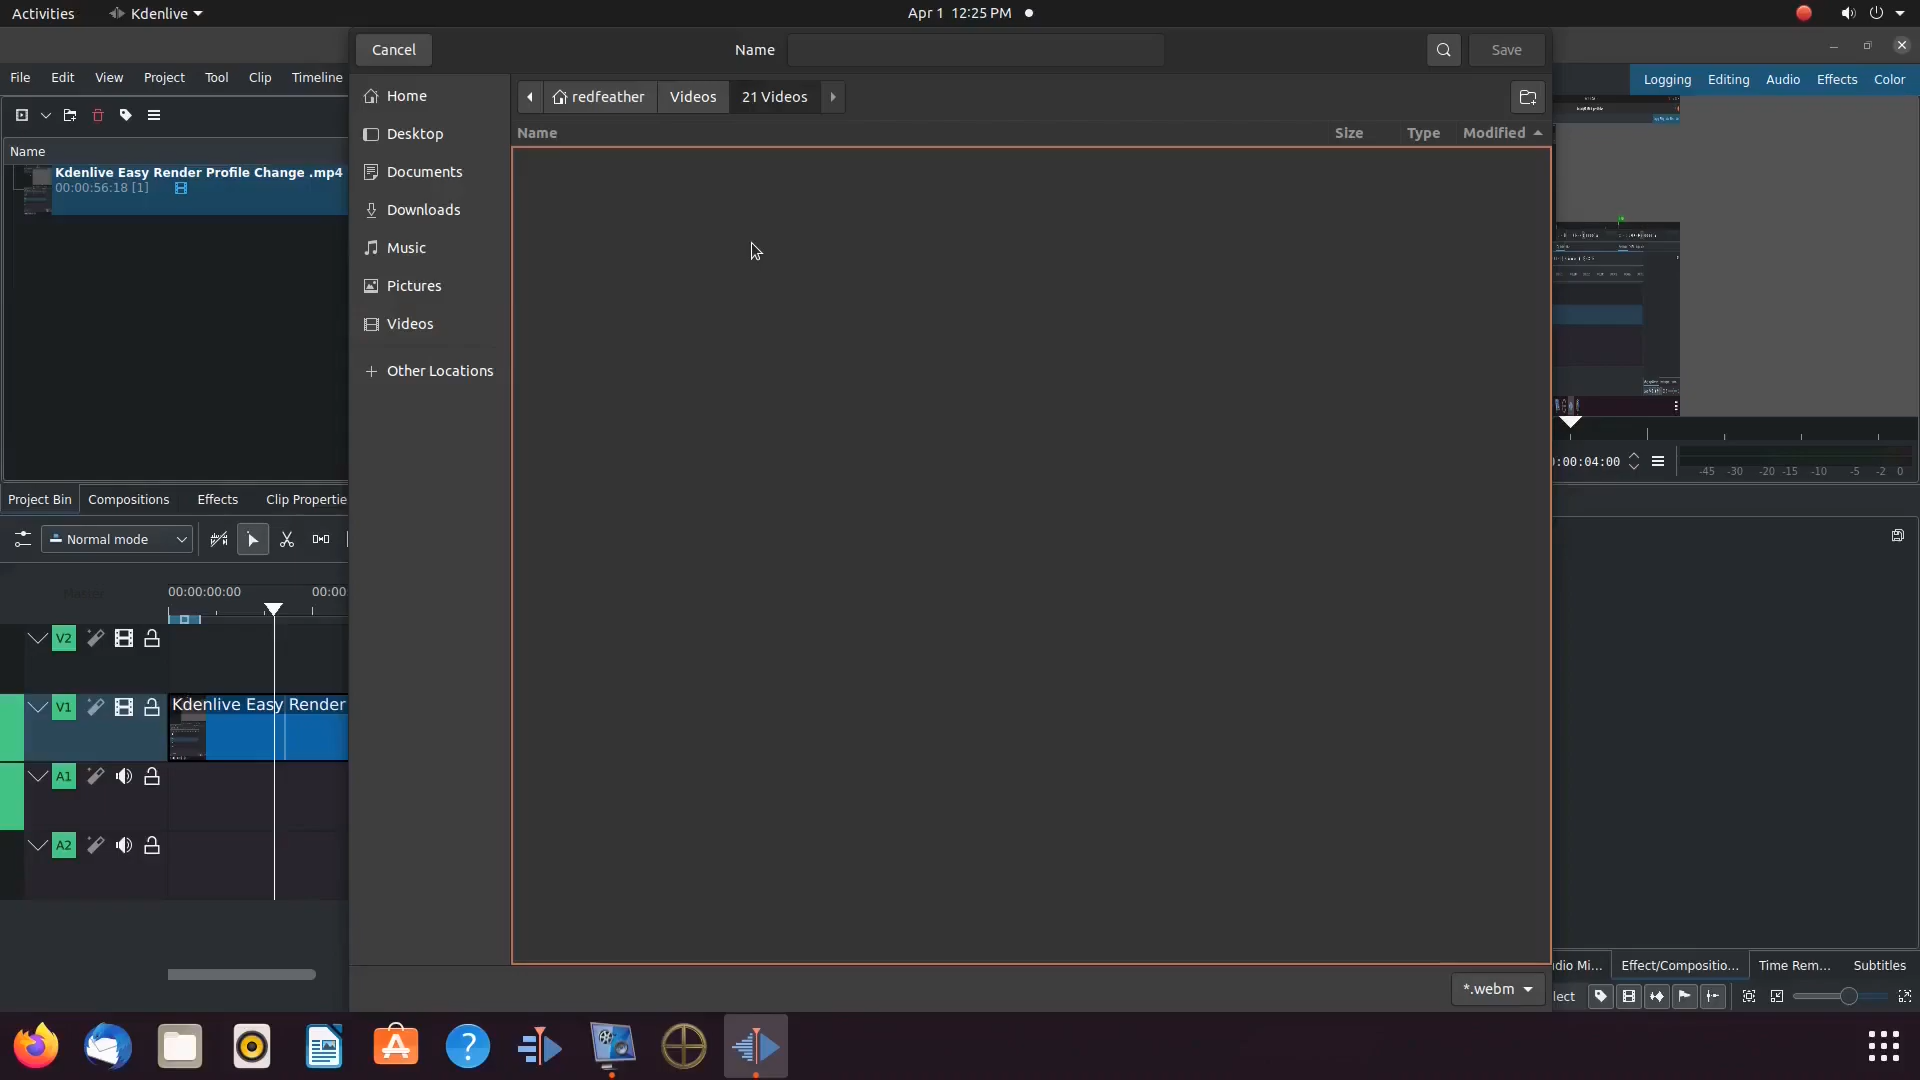 Activities
Kdenlive
Apr 1 12:25 PM
Cancel
Name
Save
File Edit View Project Tool Clip Timeline
Logging Editing Audio Effects Color
Home
redfeather
Videos
21 Videos
Name Size Type Modified
Desktop
Documents
Downloads
Music
Pictures
Videos
Other Locations
Name
Kdenlive Easy Render Profile Change .mp4
00:00:56:18 [1]
:00:04:00
-45 -30 -20 -15 -10 -5 -2 0
Project Bin Compositions Effects Clip Propertie
Normal mode
Master
00:00:00:00 00:00
V2
V1
Kdenlive Easy Render
A1
A2
dio Mi... Effect/Compositio... Time Rem... Subtitles
*.webm
lect